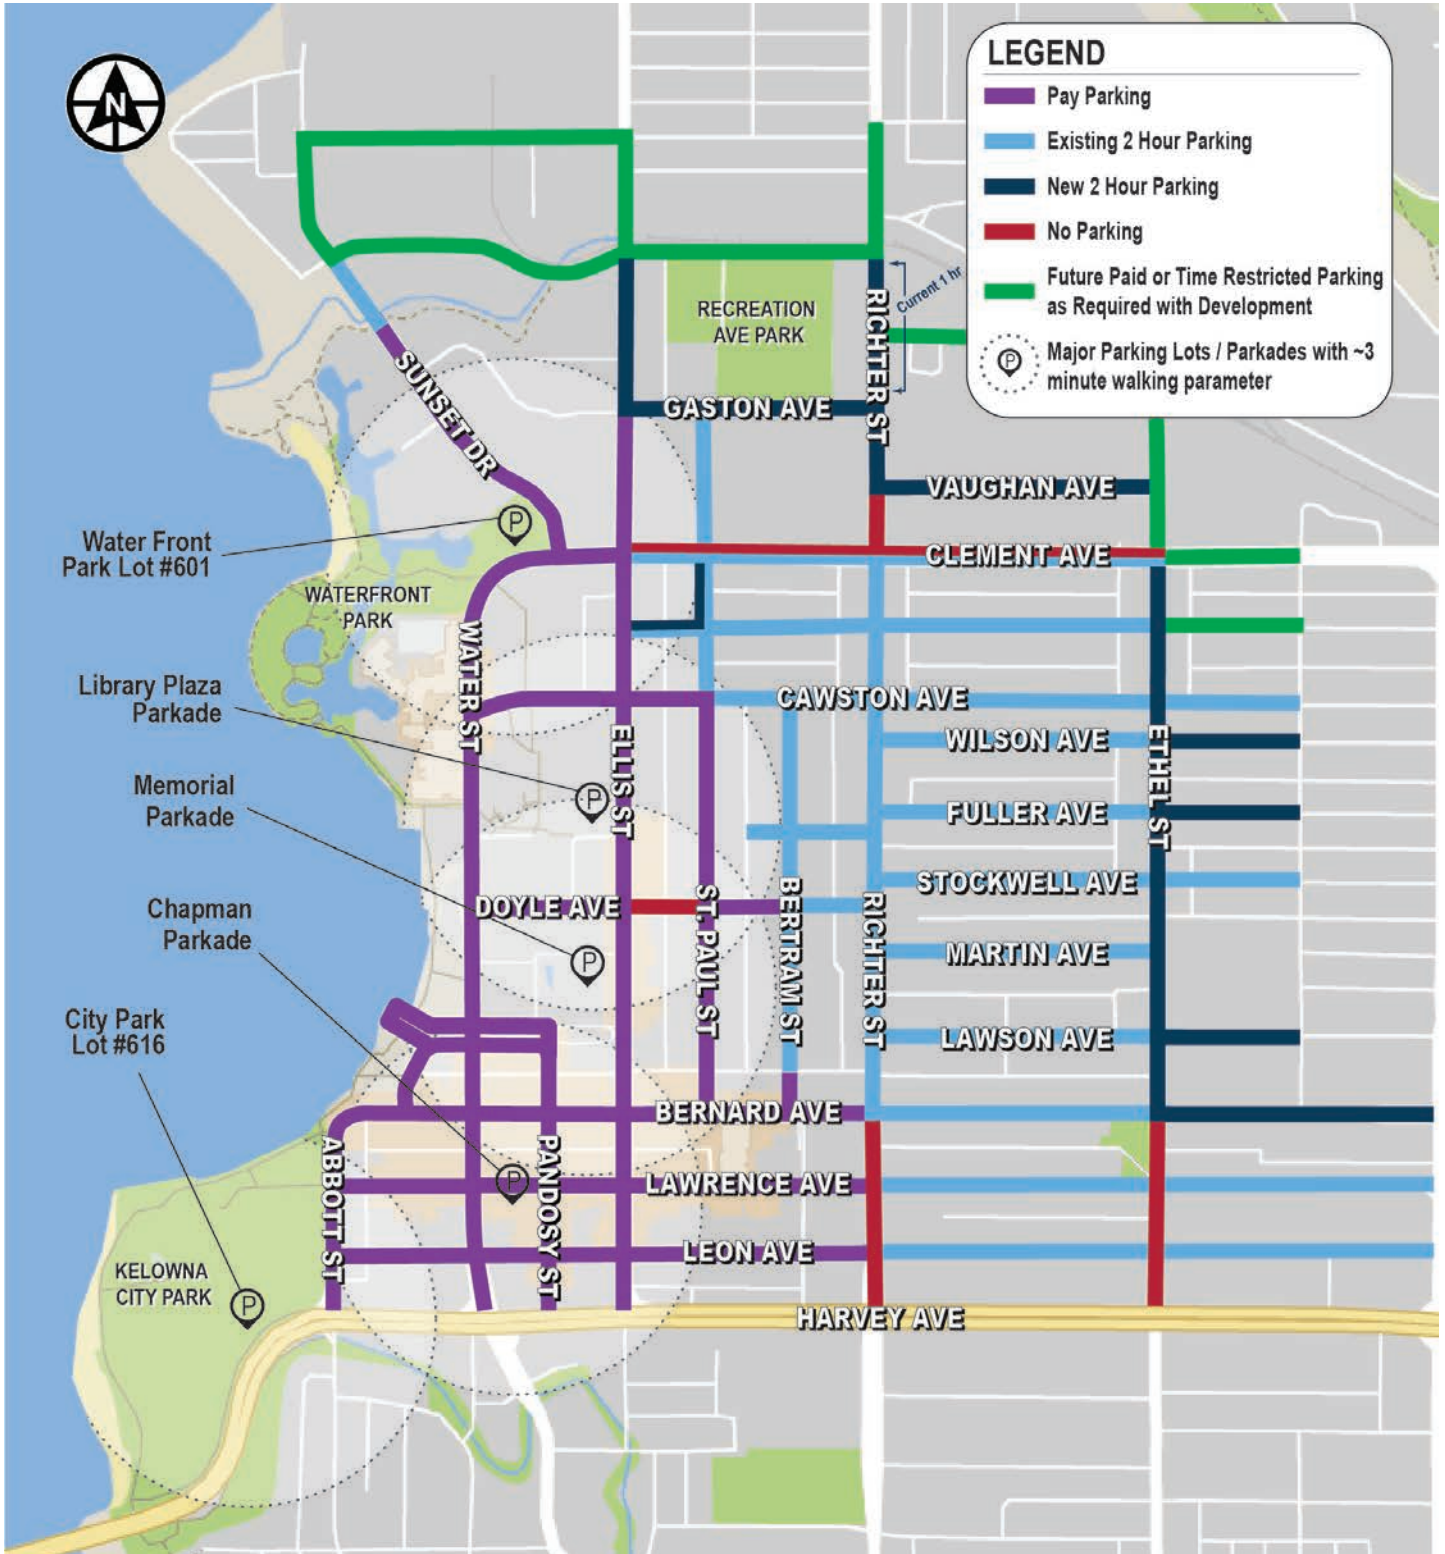 N
LEGEND
Pay Parking
Existing 2 Hour Parking
New 2 Hour Parking
No Parking
Future Paid or Time Restricted Parking
as Required with Development
P
Major Parking Lots / Parkades with ~3
minute walking parameter
RECREATION
AVE PARK
RICHTER ST
Current 1 hr
SUNSET DR
GASTON AVE
VAUGHAN AVE
P
Water Front
Park Lot #601
CLEMENT AVE
WATERFRONT
PARK
WATER ST
Library Plaza
Parkade
CAWSTON AVE
ELLIS ST
WILSON AVE
ETHEL ST
Memorial
Parkade
P
FULLER AVE
STOCKWELL AVE
Chapman
Parkade
DOYLE AVE
ST. PAUL ST
BERTRAM ST
RICHTER ST
P
MARTIN AVE
City Park
Lot #616
LAWSON AVE
BERNARD AVE
ABBOTT ST
PANDOSY ST
P
LAWRENCE AVE
LEON AVE
KELOWNA
CITY PARK
P
HARVEY AVE